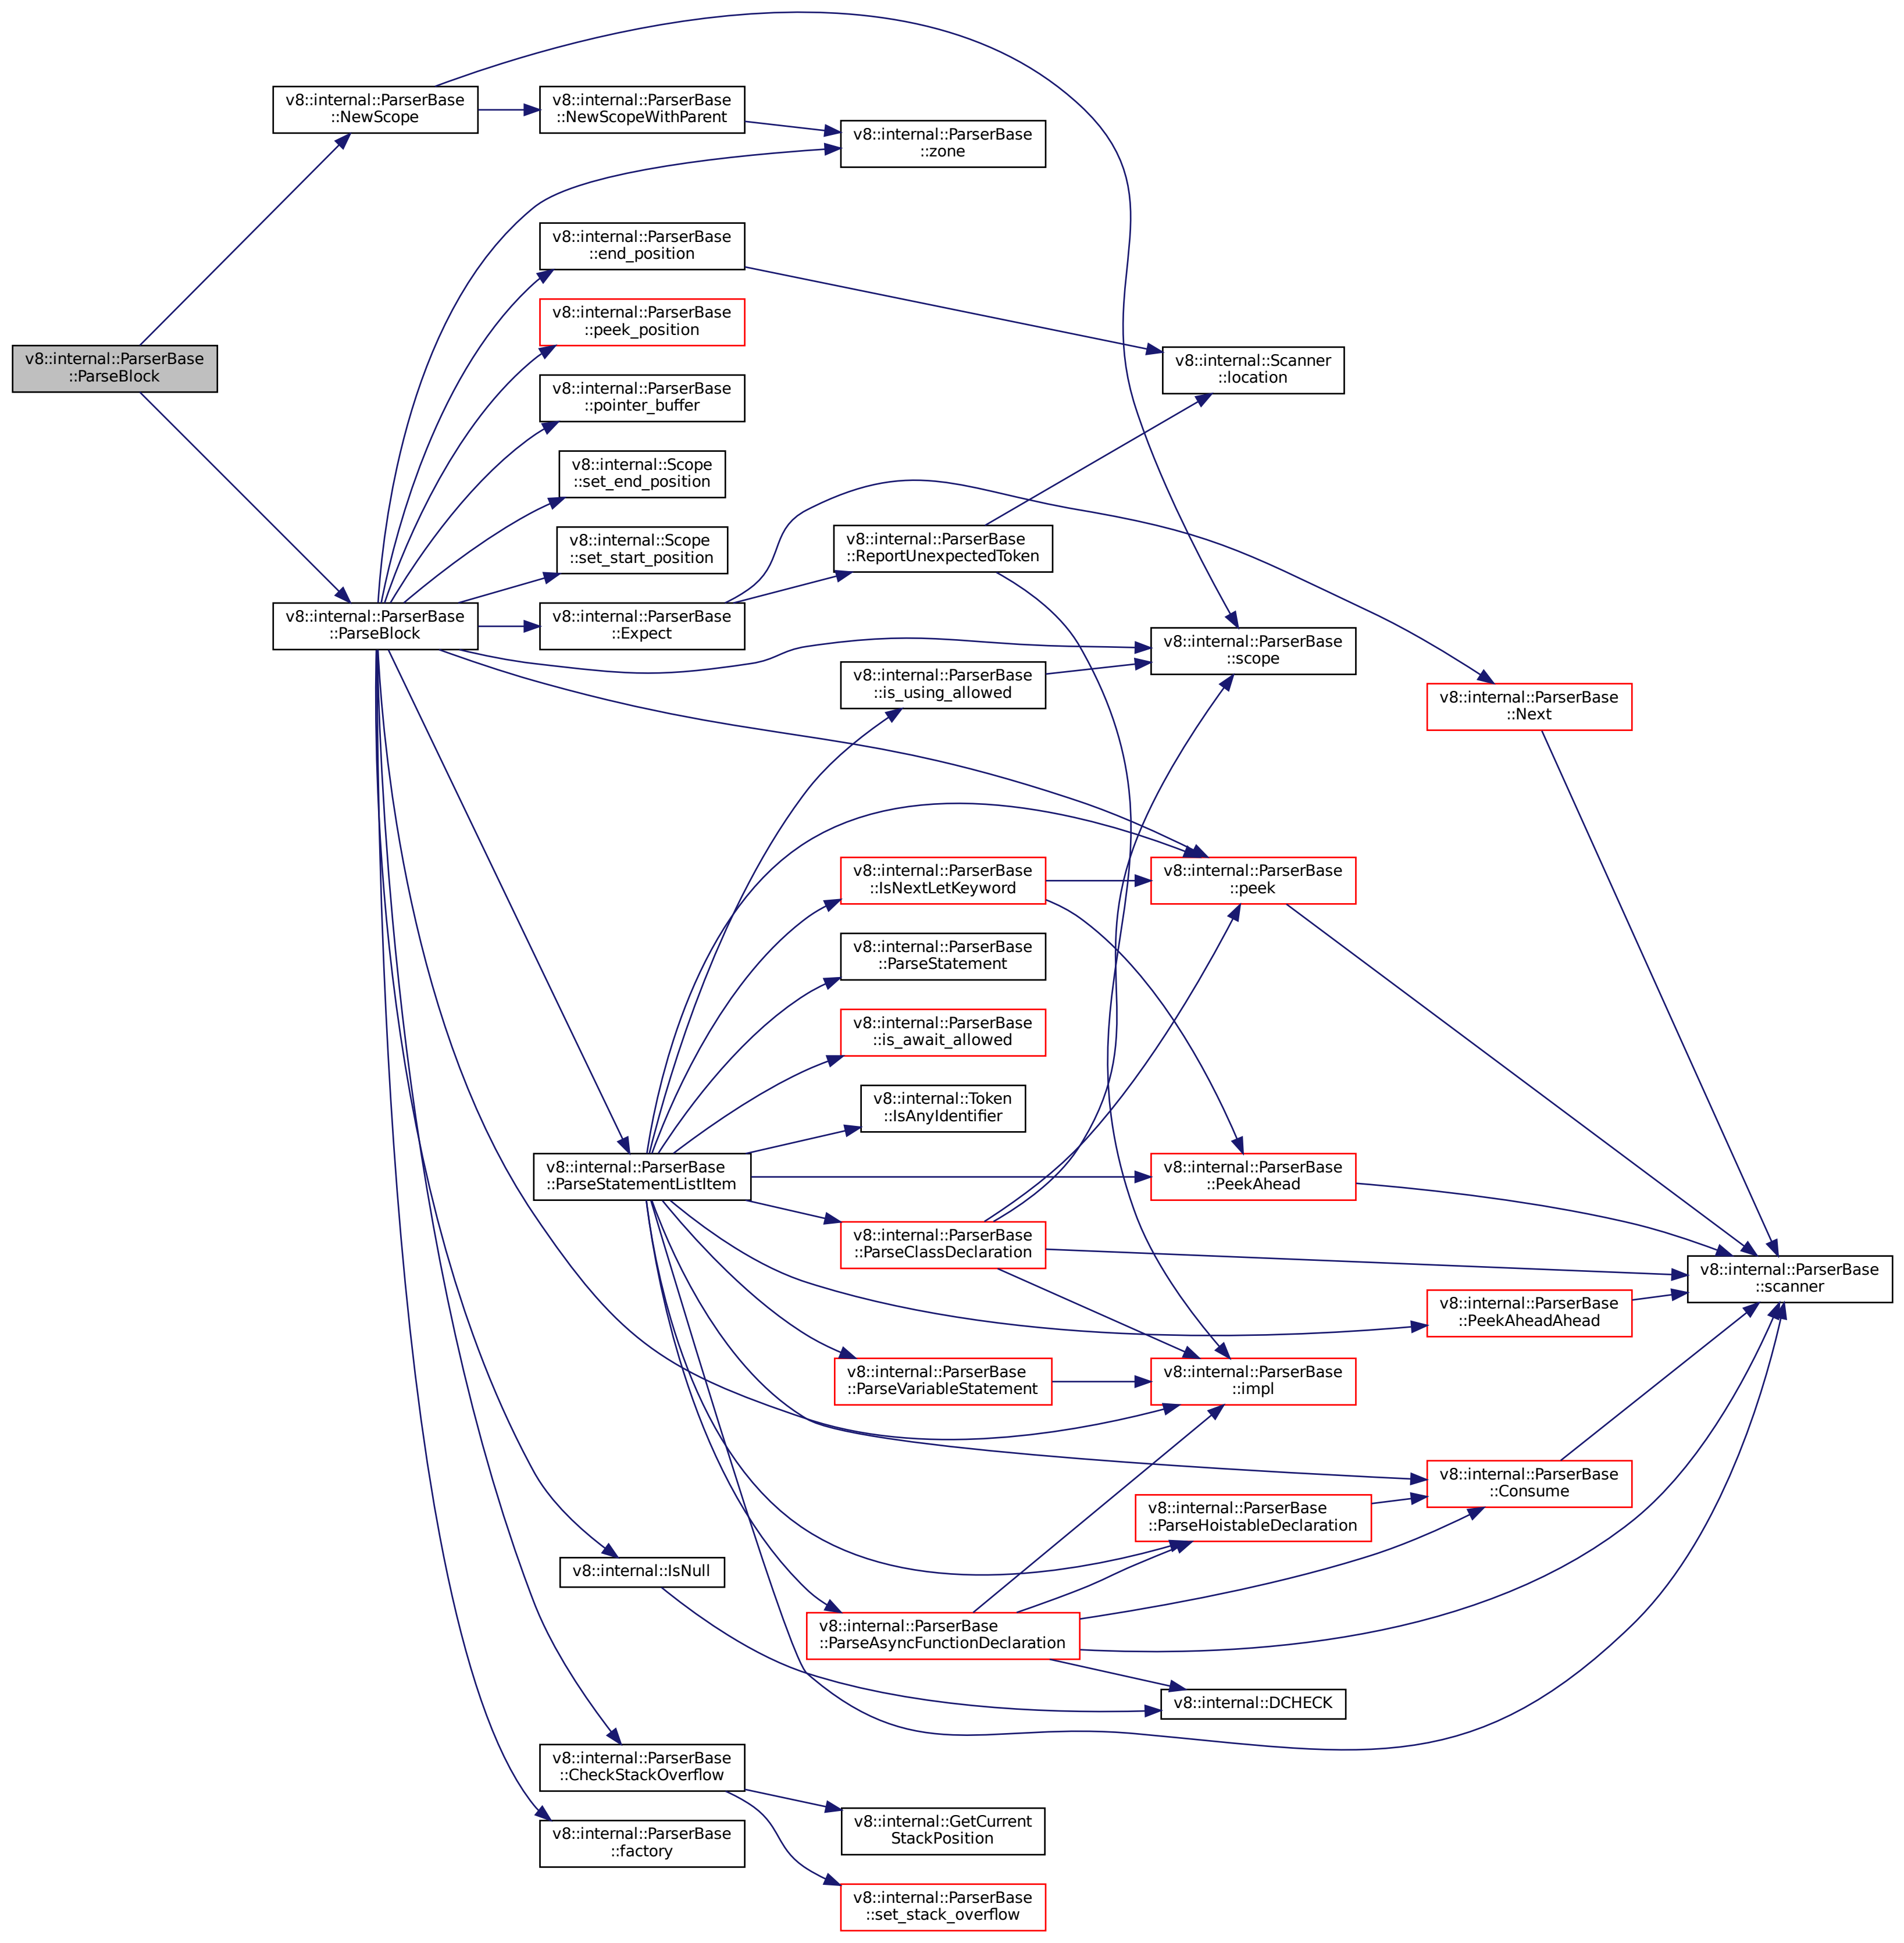 v8::internal::ParserBase
::NewScope
v8::internal::ParserBase
::NewScopeWithParent
v8::internal::ParserBase
::zone
v8::internal::ParserBase
::end_position
v8::internal::ParserBase
::peek_position
v8::internal::ParserBase
::ParseBlock
v8::internal::Scanner
::location
v8::internal::ParserBase
::pointer_buffer
v8::internal::Scope
::set_end_position
v8::internal::Scope
::set_start_position
v8::internal::ParserBase
::ReportUnexpectedToken
v8::internal::ParserBase
::ParseBlock
v8::internal::ParserBase
::Expect
v8::internal::ParserBase
::scope
v8::internal::ParserBase
::is_using_allowed
v8::internal::ParserBase
::Next
v8::internal::ParserBase
::IsNextLetKeyword
v8::internal::ParserBase
::peek
v8::internal::ParserBase
::ParseStatement
v8::internal::ParserBase
::is_await_allowed
v8::internal::Token
::IsAnyIdentifier
v8::internal::ParserBase
::ParseStatementListItem
v8::internal::ParserBase
::PeekAhead
v8::internal::ParserBase
::ParseClassDeclaration
v8::internal::ParserBase
::scanner
v8::internal::ParserBase
::PeekAheadAhead
v8::internal::ParserBase
::ParseVariableStatement
v8::internal::ParserBase
::impl
v8::internal::ParserBase
::Consume
v8::internal::ParserBase
::ParseHoistableDeclaration
v8::internal::IsNull
v8::internal::ParserBase
::ParseAsyncFunctionDeclaration
v8::internal::DCHECK
v8::internal::ParserBase
::CheckStackOverflow
v8::internal::GetCurrent
StackPosition
v8::internal::ParserBase
::factory
v8::internal::ParserBase
::set_stack_overflow